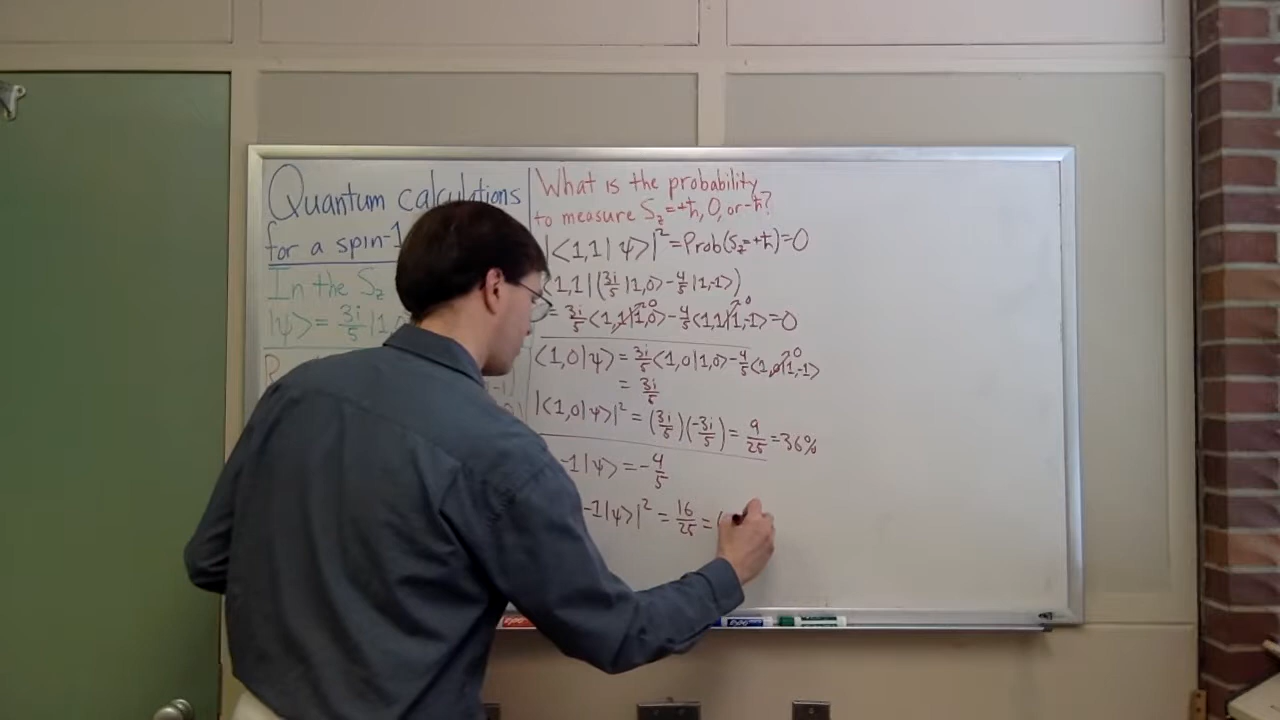 Quantum calculations
for a spin-1
In the Sz
|ψ> = 3i/5 |1,0
What is the probability
to measure Sz=+ħ, 0, or -ħ?
|<1,1|ψ>|² = Prob(Sz=+ħ)=0
<1,1|(3i/5 |1,0> - 4/5 |1,-1>)
= 3i/5 <1,1|1,0>→0 - 4/5 <1,1|1,-1>→0 = 0
<1,0|ψ> = 3i/5 <1,0|1,0> - 4/5 <1,0|1,-1>→0
= 3i/5
|<1,0|ψ>|² = (3i/5)(-3i/5) = 9/25 = 36%
-1|ψ> = -4/5
-1|ψ>|² = 16/25 =